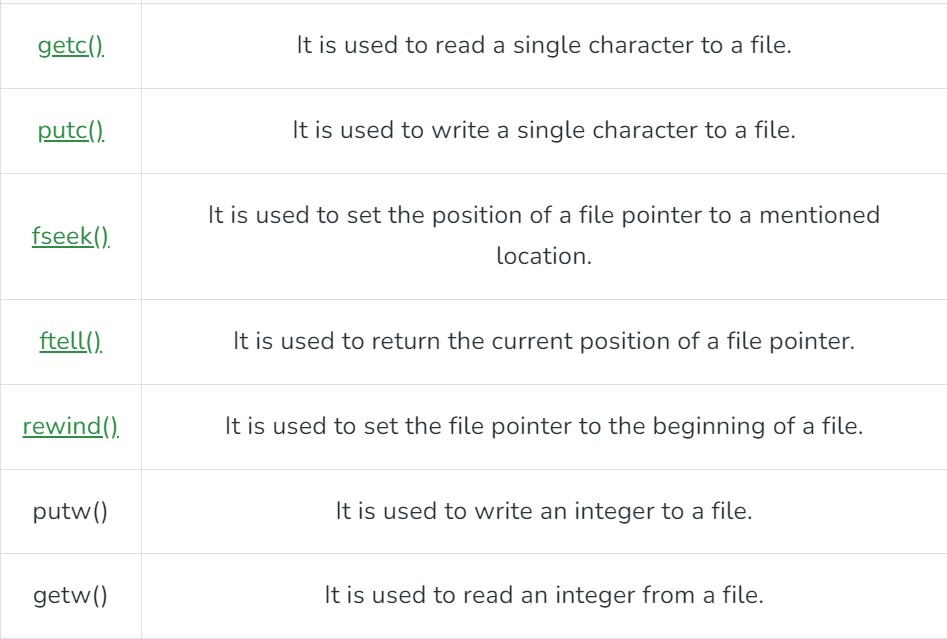 getc() It is used to read a single character to a file.
putc() It is used to write a single character to a file.
fseek() It is used to set the position of a file pointer to a mentioned
location.
ftell() It is used to return the current position of a file pointer.
rewind() It is used to set the file pointer to the beginning of a file.
putw() It is used to write an integer to a file.
getw() It is used to read an integer from a file.